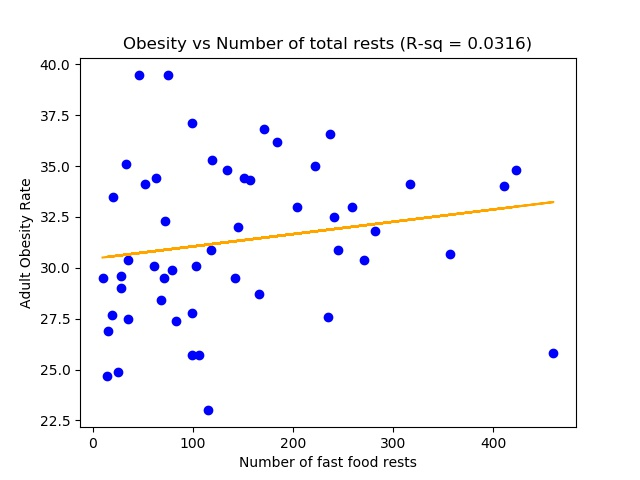 Obesity vs Number of total rests (R-sq = 0.0316)
40.0
37.5
35.0
32.5
30.0
27.5
25.0
22.5
Adult Obesity Rate
0 100 200 300 400
Number of fast food rests